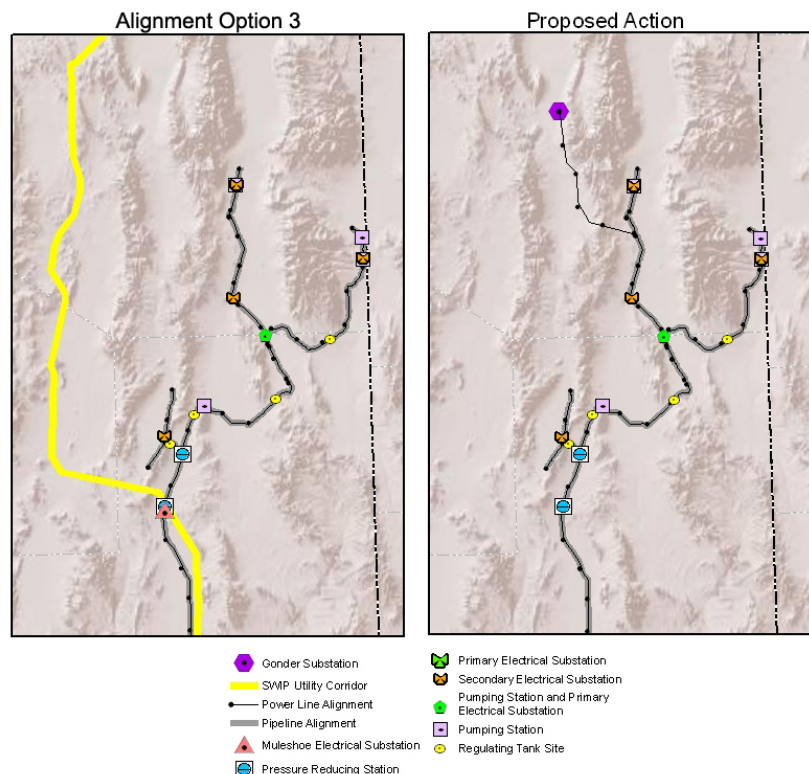 Alignment Option 3
Proposed Action
Gonder Substation
SWIP Utility Corridor
Power Line Alignment
Pipeline Alignment
Muleshoe Electrical Substation
Pressure Reducing Station
Primary Electrical Substation
Secondary Electrical Substation
Pumping Station and Primary
Electrical Substation
Pumping Station
Regulating Tank Site